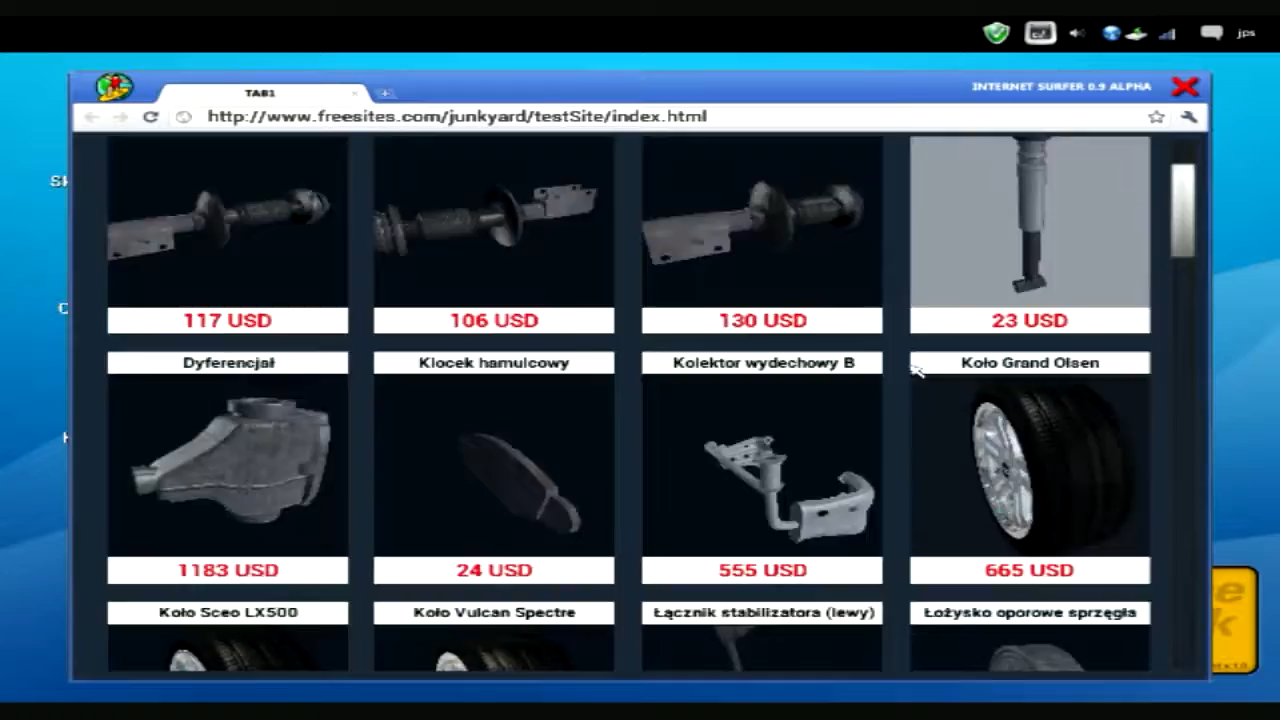 jps
TAB1
INTERNET SURFER 0.9 ALPHA
http://www.freesites.com/junkyard/testSite/index.html
117 USD
106 USD
130 USD
23 USD
Dyferencjał
Klocek hamulcowy
Kolektor wydechowy B
Koło Grand Olsen
1183 USD
24 USD
555 USD
665 USD
Koło Sceo LX500
Koło Vulcan Spectre
Łącznik stabilizatora (lewy)
Łożysko oporowe sprzęgła